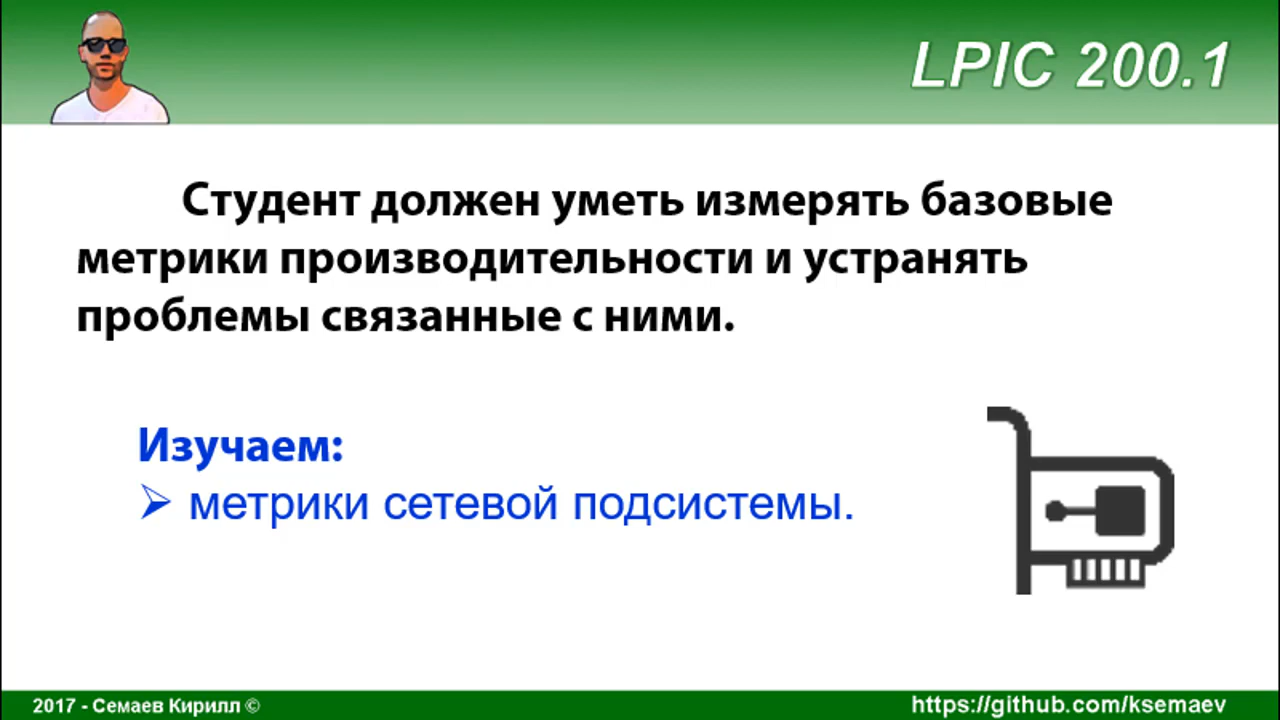 LPIC 200.1
Студент должен уметь измерять базовые
метрики производительности и устранять
проблемы связанные с ними.
Изучаем:
➢ метрики сетевой подсистемы.
2017 - Семаев Кирилл ©
https://github.com/ksemaev